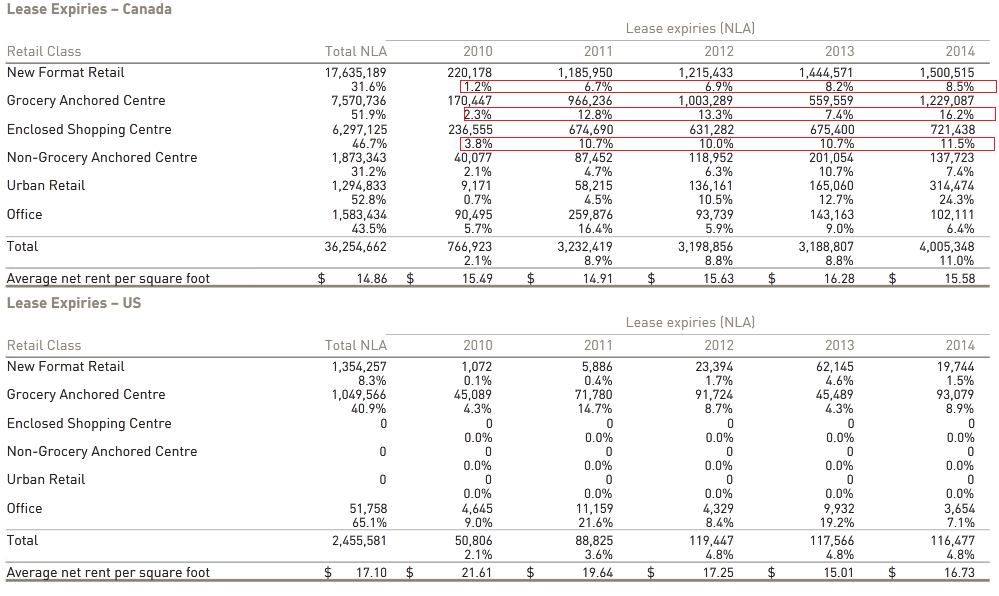 Lease Expiries – Canada
Lease expiries (NLA)
Retail Class Total NLA 2010 2011 2012 2013 2014
New Format Retail 17,635,189 220,178 1,185,950 1,215,433 1,444,571 1,500,515
31.6% 1.2% 6.7% 6.9% 8.2% 8.5%
Grocery Anchored Centre 7,570,736 170,447 966,236 1,003,289 559,559 1,229,087
51.9% 2.3% 12.8% 13.3% 7.4% 16.2%
Enclosed Shopping Centre 6,297,125 236,555 674,690 631,282 675,400 721,438
46.7% 3.8% 10.7% 10.0% 10.7% 11.5%
Non-Grocery Anchored Centre 1,873,343 40,077 87,452 118,952 201,054 137,723
31.2% 2.1% 4.7% 6.3% 10.7% 7.4%
Urban Retail 1,294,833 9,171 58,215 136,161 165,060 314,474
52.8% 0.7% 4.5% 10.5% 12.7% 24.3%
Office 1,583,434 90,495 259,876 93,739 143,163 102,111
43.5% 5.7% 16.4% 5.9% 9.0% 6.4%
Total 36,254,662 766,923 3,232,419 3,198,856 3,188,807 4,005,348
2.1% 8.9% 8.8% 8.8% 11.0%
Average net rent per square foot $ 14.86 $ 15.49 $ 14.91 $ 15.63 $ 16.28 $ 15.58
Lease Expiries – US
Lease expiries (NLA)
Retail Class Total NLA 2010 2011 2012 2013 2014
New Format Retail 1,354,257 1,072 5,886 23,394 62,145 19,744
8.3% 0.1% 0.4% 1.7% 4.6% 1.5%
Grocery Anchored Centre 1,049,566 45,089 71,780 91,724 45,489 93,079
40.9% 4.3% 14.7% 8.7% 4.3% 8.9%
Enclosed Shopping Centre 0 0 0 0 0 0
0.0% 0.0% 0.0% 0.0% 0.0%
Non-Grocery Anchored Centre 0 0 0 0 0 0
0.0% 0.0% 0.0% 0.0% 0.0%
Urban Retail 0 0 0 0 0 0
0.0% 0.0% 0.0% 0.0% 0.0%
Office 51,758 4,645 11,159 4,329 9,932 3,654
65.1% 9.0% 21.6% 8.4% 19.2% 7.1%
Total 2,455,581 50,806 88,825 119,447 117,566 116,477
2.1% 3.6% 4.8% 4.8% 4.8%
Average net rent per square foot $ 17.10 $ 21.61 $ 19.64 $ 17.25 $ 15.01 $ 16.73